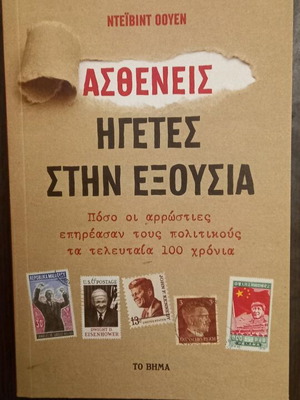 ΝΤΕΪΒΙΝΤ ΟΟΥΕΝ
ΑΣΘΕΝΕΙΣ
ΗΓΕΤΕΣ
ΣΤΗΝ ΕΞΟΥΣΙΑ
Πόσο οι αρρώστιες
επηρέασαν τους πολιτικούς
τα τελευταία 100 χρόνια
U.S. POSTAGE
DWIGHT D.
EISENHOWER
13¢
ΤΟ ΒΗΜΑ